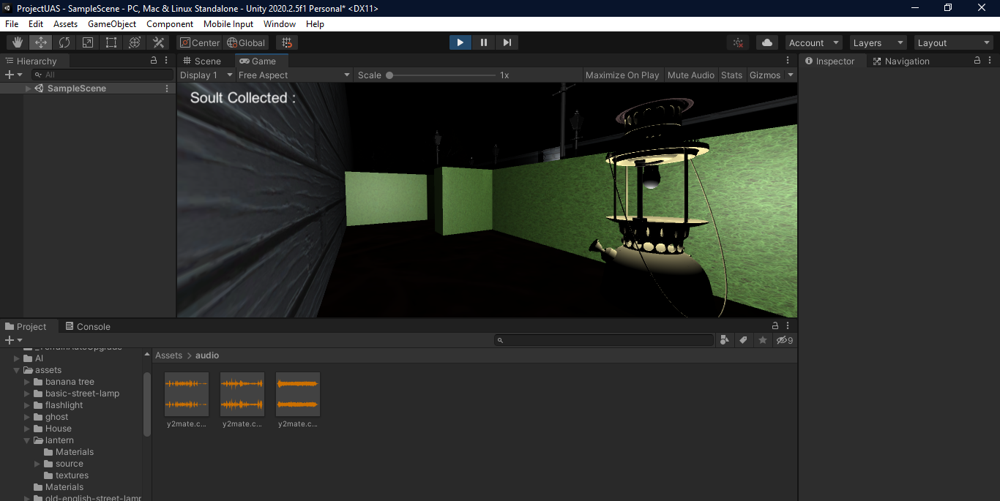 ProjectUAS - SampleScene - PC, Mac & Linux Standalone - Unity 2020.2.5f1 Personal* <DX11>
File Edit Assets GameObject Component Mobile Input Window Help
Center Global Account Layers Layout
Hierarchy Scene Game Inspector Navigation
All Display 1 Free Aspect Scale 1x Maximize On Play Mute Audio Stats Gizmos
SampleScene
Soult Collected :
Project Console
9
_TerrainAutoUpgrade
Assets > audio
AI
assets
banana tree
basic-street-lamp
flashlight
ghost
House
lantern
Materials
source
textures
Materials
old-english-street-lamp
y2mate.c... y2mate.c... y2mate.c...